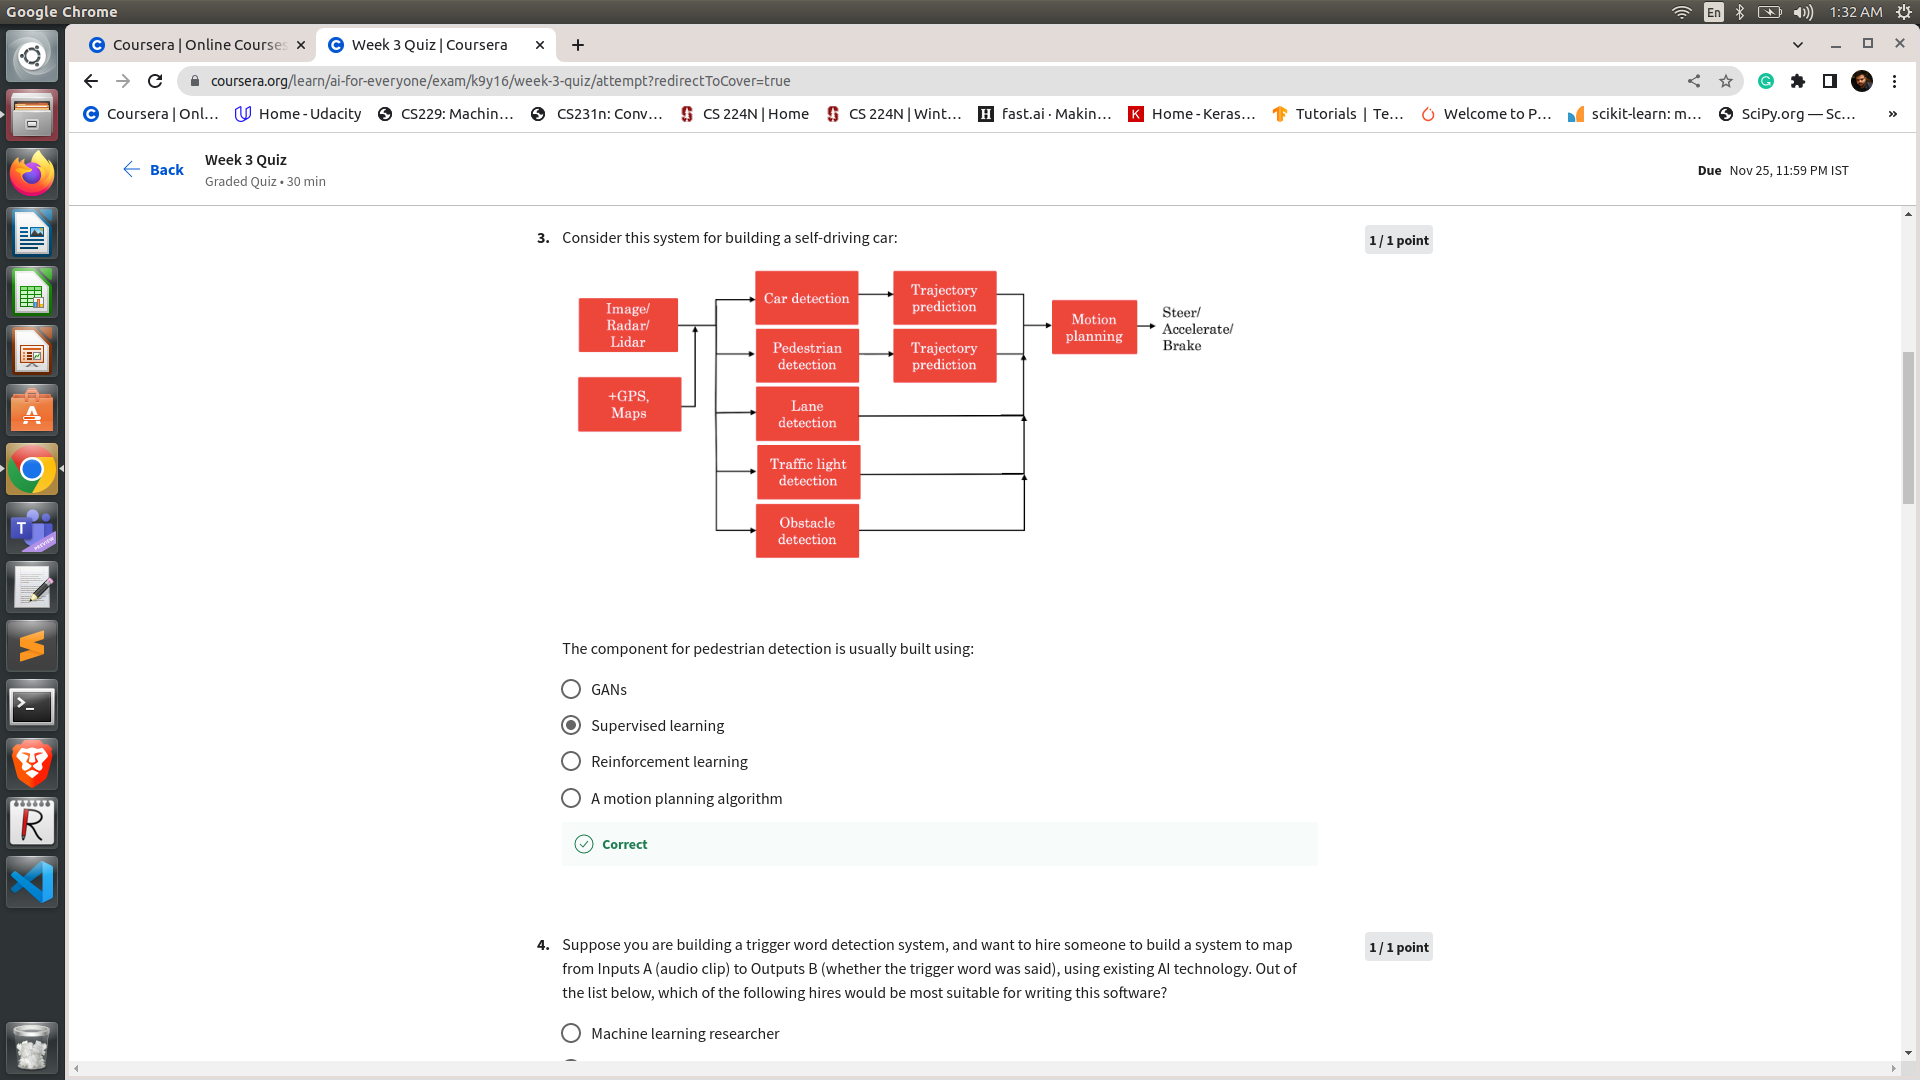 Google Chrome
En
1:32 AM
Coursera | Online Courses
Week 3 Quiz | Coursera
coursera.org/learn/ai-for-everyone/exam/k9y16/week-3-quiz/attempt?redirectToCover=true
Coursera | Onl...
Home - Udacity
CS229: Machin...
CS231n: Conv...
CS 224N | Home
CS 224N | Wint...
fast.ai · Makin...
Home - Keras...
Tutorials | Te...
Welcome to P...
scikit-learn: m...
SciPy.org — Sc...
»
Back
Week 3 Quiz
Graded Quiz • 30 min
Due Nov 25, 11:59 PM IST
3. Consider this system for building a self-driving car:
1 / 1 point
Image/
Radar/
Lidar
+GPS,
Maps
Car detection
Trajectory
prediction
Pedestrian
detection
Trajectory
prediction
Lane
detection
Traffic light
detection
Obstacle
detection
Motion
planning
Steer/
Accelerate/
Brake
The component for pedestrian detection is usually built using:
GANs
Supervised learning
Reinforcement learning
A motion planning algorithm
Correct
4. Suppose you are building a trigger word detection system, and want to hire someone to build a system to map
from Inputs A (audio clip) to Outputs B (whether the trigger word was said), using existing AI technology. Out of
the list below, which of the following hires would be most suitable for writing this software?
1 / 1 point
Machine learning researcher